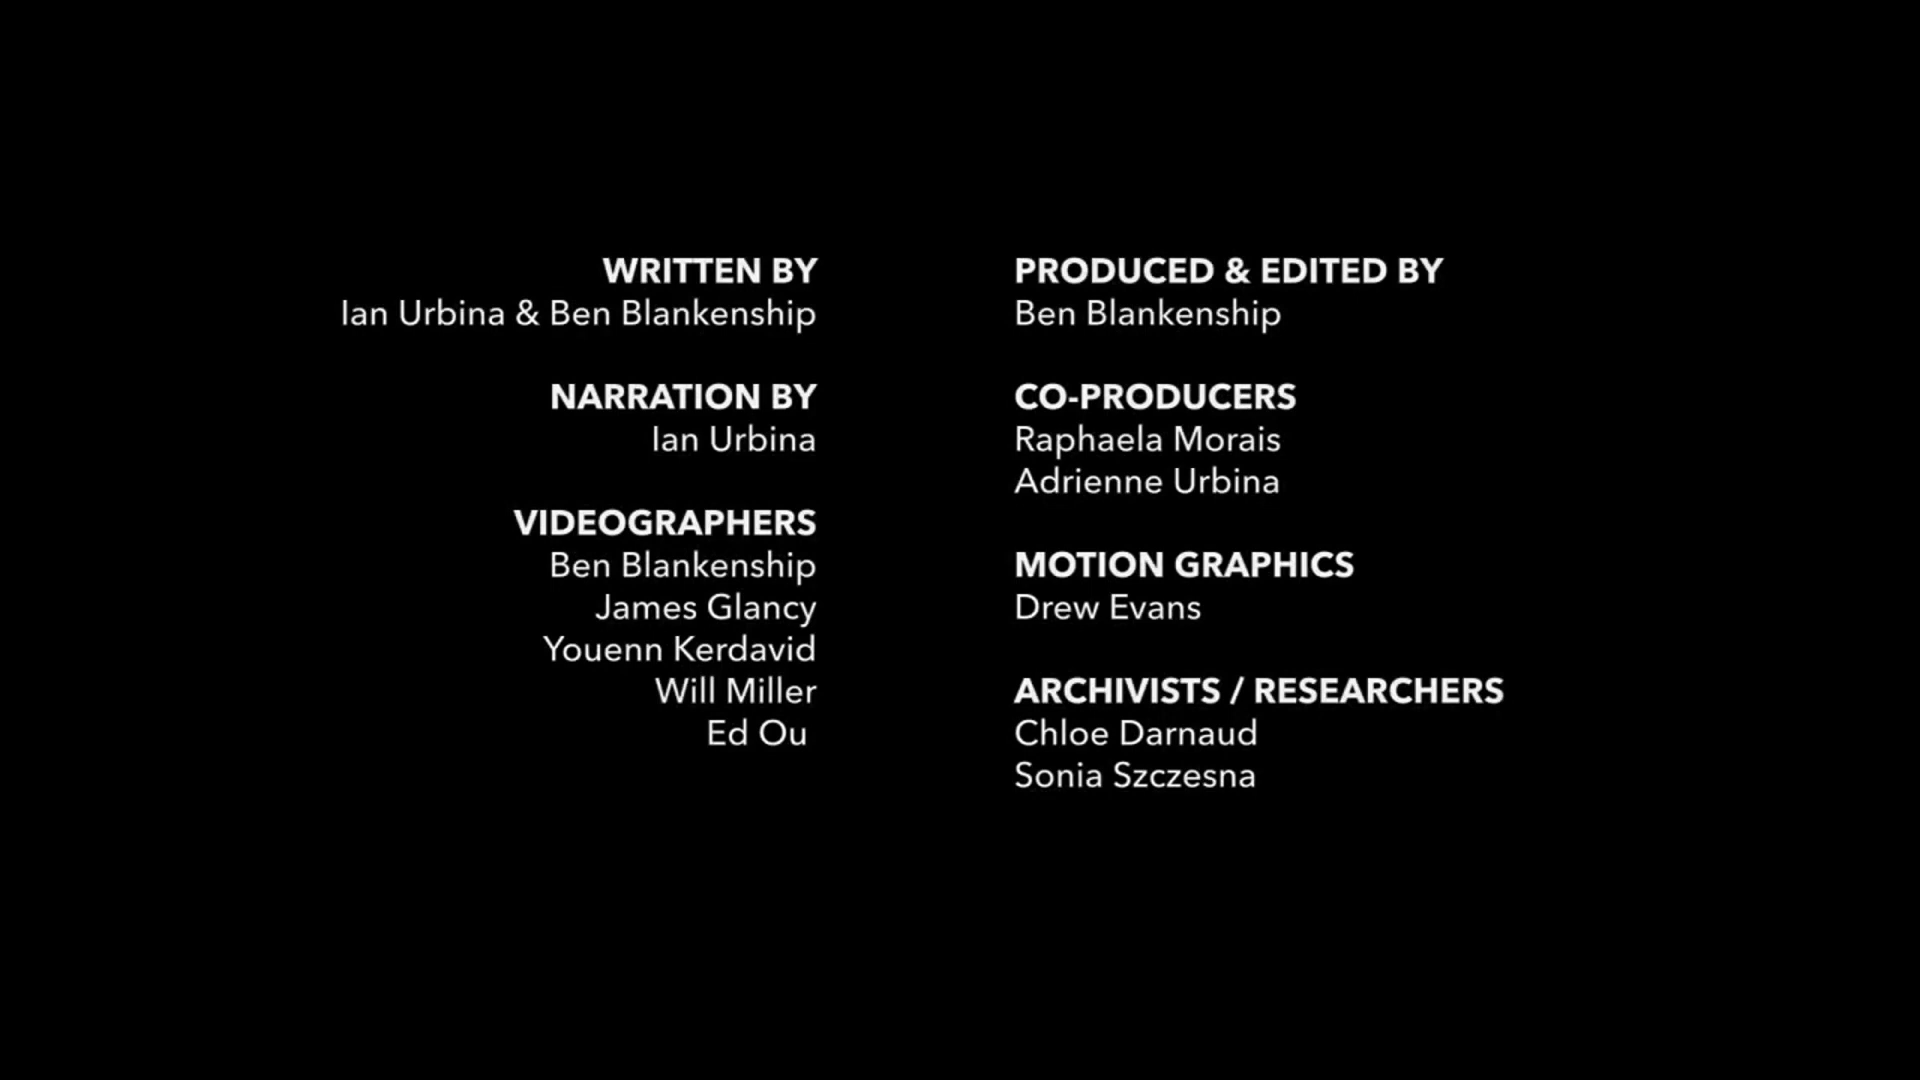 WRITTEN BY
Ian Urbina & Ben Blankenship
NARRATION BY
Ian Urbina
VIDEOGRAPHERS
Ben Blankenship
James Glancy
Youenn Kerdavid
Will Miller
Ed Ou
PRODUCED & EDITED BY
Ben Blankenship
CO-PRODUCERS
Raphaela Morais
Adrienne Urbina
MOTION GRAPHICS
Drew Evans
ARCHIVISTS / RESEARCHERS
Chloe Darnaud
Sonia Szczesna